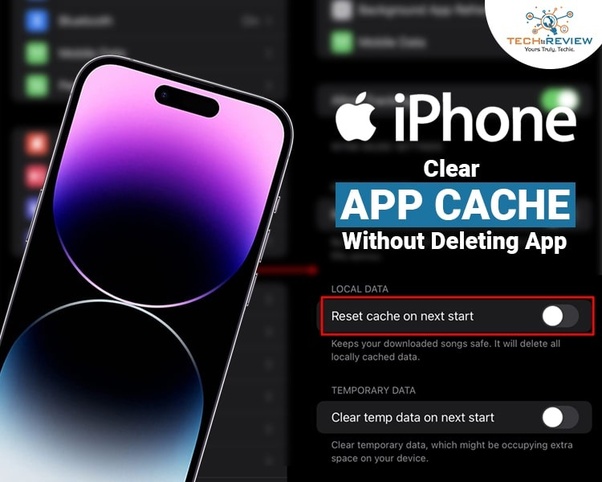 Background App Refresh
TECHnREVIEW
Yours Truly, Techie.
Bluetooth
On
Mobile Data
Mobile Data
iPhone
Clear
APP CACHE
Without Deleting App
LOCAL DATA
Reset cache on next start
Keeps your downloaded songs safe. It will delete all
locally cached data.
TEMPORARY DATA
Clear temp data on next start
Clear temporary data, which might be occupying extra
space on your device.